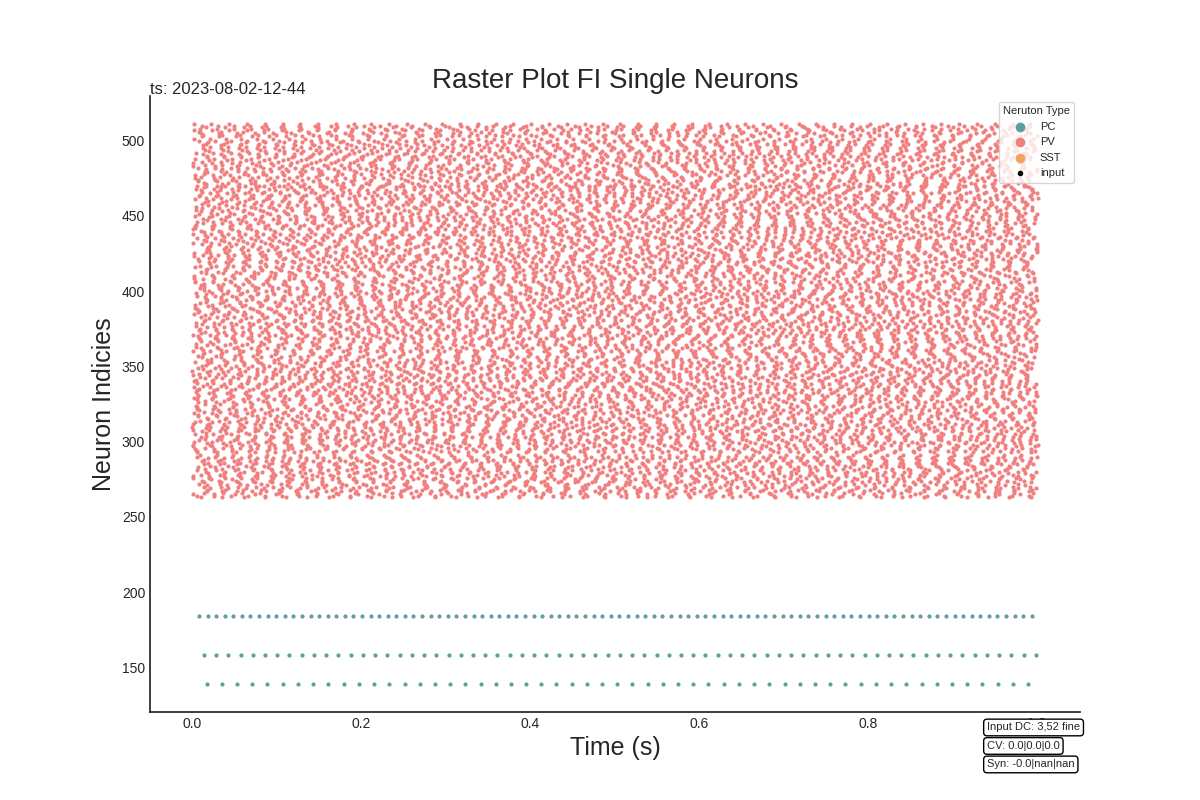 Raster Plot FI Single Neurons
ts: 2023-08-02-12-44
Neruton Type
PC
PV
SST
input
500
450
400
350
300
250
200
150
Neuron Indicies
0.0 0.2 0.4 0.6 0.8
Time (s)
Input DC: 3,52 fine
CV: 0.0|0.0|0.0
Syn: -0.0|nan|nan